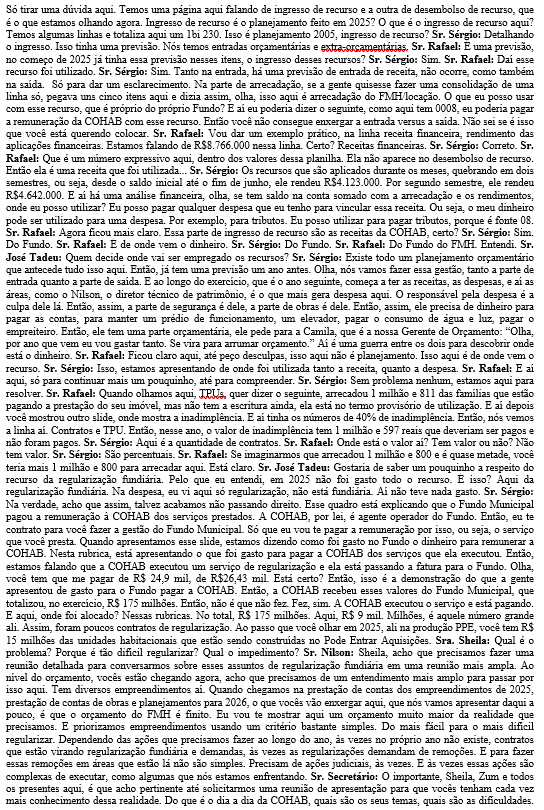 Só tirar uma dúvida aqui. Temos uma página aqui falando de ingresso de recurso e a outra de desembolso de recurso, que
é o que estamos olhando agora. Ingresso de recurso é o planejamento feito em 2025? O que é o ingresso de recurso aqui?
Temos algumas linhas e totaliza aqui um 1bi 230. Isso é planejamento 2005, ingresso de recurso? Sr. Sérgio: Detalhando
o ingresso. Isso tinha uma previsão. Nós temos entradas orçamentárias e extra-orçamentárias. Sr. Rafael: E uma previsão,
no começo de 2025 já tinha essa previsão nesses itens, o ingresso desses recursos? Sr. Sérgio: Sim. Sr. Rafael: Daí esse
recurso foi utilizado. Sr. Sérgio: Sim. Tanto na entrada, há uma previsão de entrada de receita, não ocorre, como também
na saída. Só para dar um esclarecimento. Na parte de arrecadação, se a gente quisesse fazer uma consolidação de uma
linha só, pegava uns cinco itens aqui e dizia assim, olha, isso aqui é arrecadação do FMH/locação. O que eu posso usar
com esse recurso, que é próprio do próprio Fundo? E aí eu poderia dizer o seguinte, como aqui tem 0008, eu poderia pagar
a remuneração da COHAB com esse recurso. Então você não consegue enxergar a entrada versus a saída. Não sei se é isso
que você está querendo colocar. Sr. Rafael: Vou dar um exemplo prático, na linha receita financeira, rendimento das
aplicações financeiras. Estamos falando de R$8.766.000 nessa linha. Certo? Receitas financeiras. Sr. Sérgio: Correto. Sr.
Rafael: Que é um número expressivo aqui, dentro dos valores dessa planilha. Ela não aparece no desembolso de recurso.
Então ela é uma receita que foi utilizada... Sr. Sérgio: Os recursos que são aplicados durante os meses, quebrando em dois
semestres, ou seja, desde o saldo inicial até o fim de junho, ele rendeu R$4.123.000. Por segundo semestre, ele rendeu
R$4.642.000. E aí há uma análise financeira, olha, se tem saldo na conta somado com a arrecadação e os rendimentos,
onde eu posso utilizar? Eu posso pagar qualquer despesa que eu tenho para vincular essa receita. Ou seja, o meu dinheiro
pode ser utilizado para uma despesa. Por exemplo, para tributos. Eu posso utilizar para pagar tributos, porque é fonte 08.
Sr. Rafael: Agora ficou mais claro. Essa parte de ingresso de recurso são as receitas da COHAB, certo? Sr. Sérgio: Sim.
Do Fundo. Sr. Rafael: É de onde vem o dinheiro. Sr. Sérgio: Do Fundo. Sr. Rafael: Do Fundo do FMH. Entendi. Sr.
José Tadeu: Quem decide onde vai ser empregado os recursos? Sr. Sérgio: Existe todo um planejamento orçamentário
que antecede tudo isso aqui. Então, já tem uma previsão um ano antes. Olha, nós vamos fazer essa gestão, tanto a parte de
entrada quanto a parte de saída. E ao longo do exercício, que é o ano seguinte, começa a ter as receitas, as despesas, e aí as
áreas, como o Nilson, o diretor técnico de patrimônio, é o que mais gera despesa aqui. O responsável pela despesa é a
culpa dele lá. Então, assim, a parte de segurança é dele, a parte de obras é dele. Então, assim, ele precisa de dinheiro para
pagar as contas, para manter um prédio de funcionamento, um elevador, pagar o consumo de água e luz, pagar o
empreiteiro. Então, ele tem uma parte orçamentária, ele pede para a Camila, que é a nossa Gerente de Orçamento: “Olha,
por ano que vem eu vou gastar tanto. Se vira para arrumar orçamento.” Aí é uma guerra entre os dois para descobrir onde
está o dinheiro. Sr. Rafael: Ficou claro aqui, até peço desculpas, isso aqui não é planejamento. Isso aqui é de onde vem o
recurso. Sr. Sérgio: Isso, estamos apresentando de onde foi utilizado tanto a receita, quanto a despesa. Sr. Rafael: E aí
aqui, só para continuar mais um pouquinho, até para compreender. Sr. Sérgio: Sem problema nenhum, estamos aqui para
resolver. Sr. Rafael: Quando olhamos aqui, TPUs, quer dizer o seguinte, arrecadou 1 milhão e 811 das famílias que estão
pagando a prestação do seu imóvel, mas não tem a escritura ainda, ela está no termo provisório de utilização. E aí depois
você mostrou outro slide, onde mostra a inadimplência. E aí tinha os números de 40% de inadimplência. Então, nós vemos
a linha aí. Contratos e TPU. Então, nesse ano, o valor de inadimplência tem 1 milhão e 597 reais que deveriam ser pagos e
não foram pagos. Sr. Sérgio: Aqui é a quantidade de contratos. Sr. Rafael: Onde está o valor aí? Tem valor ou não? Não
tem valor. Sr. Sérgio: São percentuais. Sr. Rafael: Se imaginarmos que arrecadou 1 milhão e 800 e é quase metade, você
teria mais 1 milhão e 800 para arrecadar aqui. Está claro. Sr. José Tadeu: Gostaria de saber um pouquinho a respeito do
recurso da regularização fundiária. Pelo que eu entendi, em 2025 não foi gasto todo o recurso. É isso? Aqui da
regularização fundiária. Na despesa, eu vi aqui só regularização, não está fundiária. Aí não teve nada gasto. Sr. Sérgio:
Na verdade, acho que assim, talvez acabamos não passando direito. Esse quadro está explicando que o Fundo Municipal
pagou a remuneração à COHAB dos serviços prestados. A COHAB, por lei, é agente operador do Fundo. Então, eu te
contrato para você fazer a gestão do Fundo Municipal. Só que eu vou te pagar a remuneração por isso, ou seja, o serviço
que você presta. Quando apresentamos esse slide, estamos dizendo como foi gasto no Fundo o dinheiro para remunerar a
COHAB. Nesta rubrica, está apresentando o que foi gasto para pagar a COHAB dos serviços que ela executou. Então,
estamos falando que a COHAB executou um serviço de regularização e ela está passando a fatura para o Fundo. Olha,
você tem que me pagar de R$ 24,9 mil, de R$26,43 mil. Está certo? Então, isso é a demonstração do que a gente
apresentou de gasto para o Fundo pagar a COHAB. Então, a COHAB recebeu esses valores do Fundo Municipal, que
totalizou, no exercício, R$ 175 milhões. Então, não é que não fez. Fez, sim. A COHAB executou o serviço e está pagando.
E aqui, onde foi alocado? Nessas rubricas. No total, R$ 175 milhões. Aqui, R$ 9 mil. Milhões, é aquele número grande
ali. Assim, foram poucos contratos de regularização. Ao passo que você olhar em 2025, ali na produção PPE, você tem R$
15 milhões das unidades habitacionais que estão sendo construídas no Pode Entrar Aquisições. Sra. Sheila: Qual é o
problema? Porque é tão difícil regularizar? Qual o impedimento? Sr. Nilson: Sheila, acho que precisamos fazer uma
reunião detalhada para conversarmos sobre esses assuntos de regularização fundiária em uma reunião mais ampla. Ao
nível do orçamento, vocês estão chegando agora, acho que precisamos de um entendimento mais amplo para passar por
isso aqui. Tem diversos empreendimentos aí. Quando chegamos na prestação de contas dos empreendimentos de 2025,
prestação de contas de obras e planejamentos para 2026, o que vocês vão enxergar aqui, que nós vamos apresentar daqui a
pouco, é que o orçamento do FMH é finito. Eu vou te mostrar aqui um orçamento muito maior da realidade que
precisamos. E priorizamos empreendimentos usando um critério bastante simples. Do mais fácil para o mais difícil
regularizar. Dependendo das ações que precisamos fazer ao longo do ano, às vezes no próprio ano não existe, contratos
que estão virando regularização fundiária e demandas, às vezes as regularizações demandam de remoções. E para fazer
essas remoções em áreas que estão lá não são simples. Precisam de ações judiciais, às vezes. E às vezes essas ações são
complexas de executar, como algumas que nós estamos enfrentando. Sr. Secretário: O importante, Sheila, Zum e todos
os presentes aqui, é que acho pertinente até solicitarmos uma reunião de apresentação para que vocês tenham cada vez
mais conhecimento dessa realidade. Do que é o dia a dia da COHAB, quais são os seus temas, quais são as dificuldades.